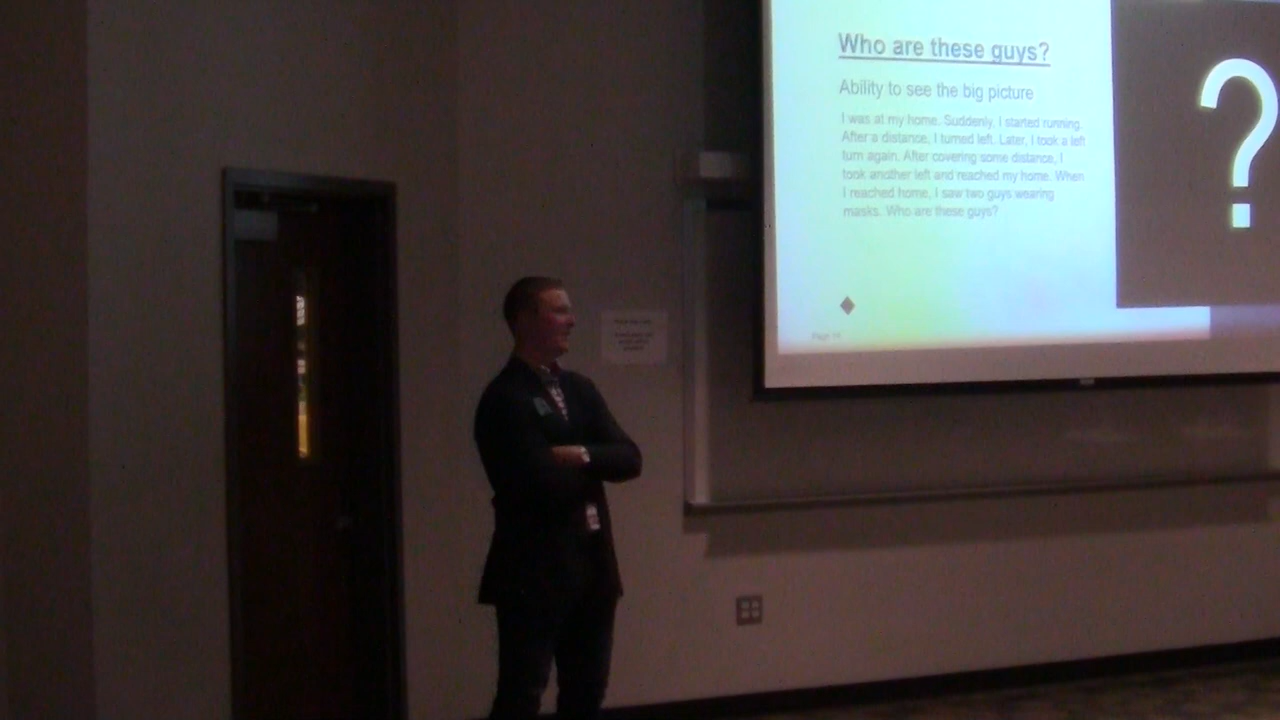 Who are these guys?
Ability to see the big picture
I was at my home. Suddenly, I started running.
After a distance, I turned left. Later, I took a left
turn again. After covering some distance, I
took another left and reached my home. When
I reached home, I saw two guys wearing
masks. Who are these guys?
?
Page